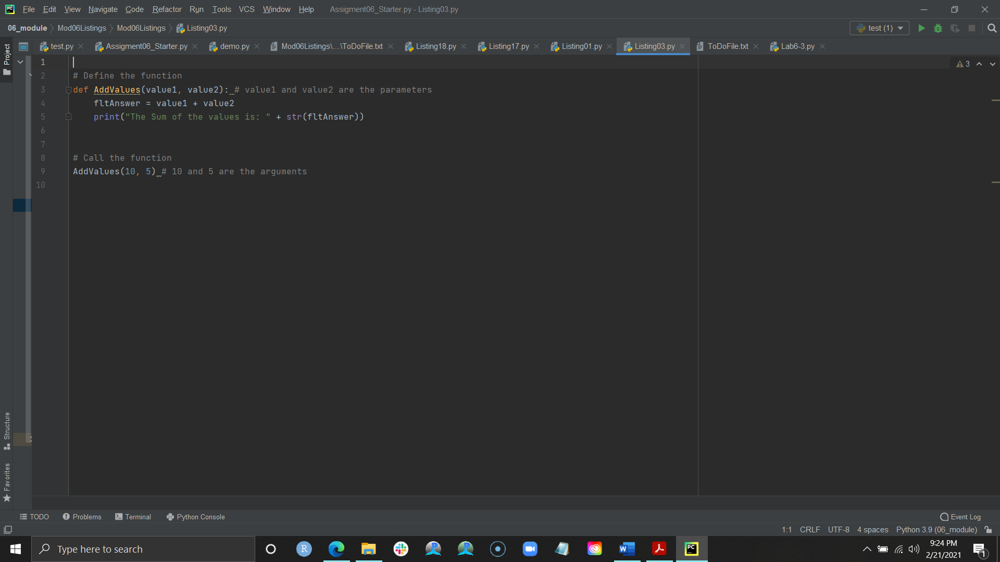 File Edit View Navigate Code Refactor Run Tools VCS Window Help Assigment06_Starter.py - Listing03.py
06_module Mod06Listings Mod06Listings Listing03.py test (1)
test.py Assigment06_Starter.py demo.py Mod06Listings\...\ToDoFile.txt Listing18.py Listing17.py Listing01.py Listing03.py ToDoFile.txt Lab6-3.py
Project
1
3
2 # Define the function
3 def AddValues(value1, value2): # value1 and value2 are the parameters
4 fltAnswer = value1 + value2
5 print("The Sum of the values is: " + str(fltAnswer))
6
7
8 # Call the function
9 AddValues(10, 5) # 10 and 5 are the arguments
10
Structure
Favorites
TODO Problems Terminal Python Console Event Log
1:1 CRLF UTF-8 4 spaces Python 3.9 (06_module)
Type here to search
9:24 PM
2/21/2021
1